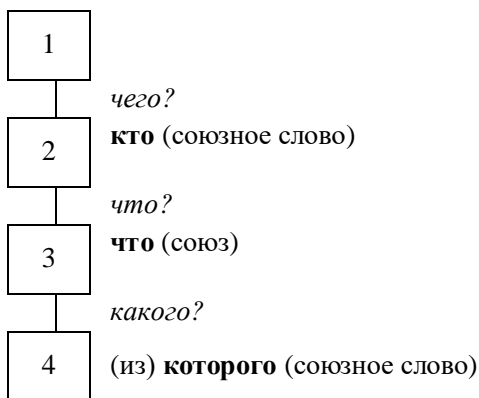 1
чего?
кто (союзное слово)
2
что?
что (союз)
3
какого?
4
(из) которого (союзное слово)